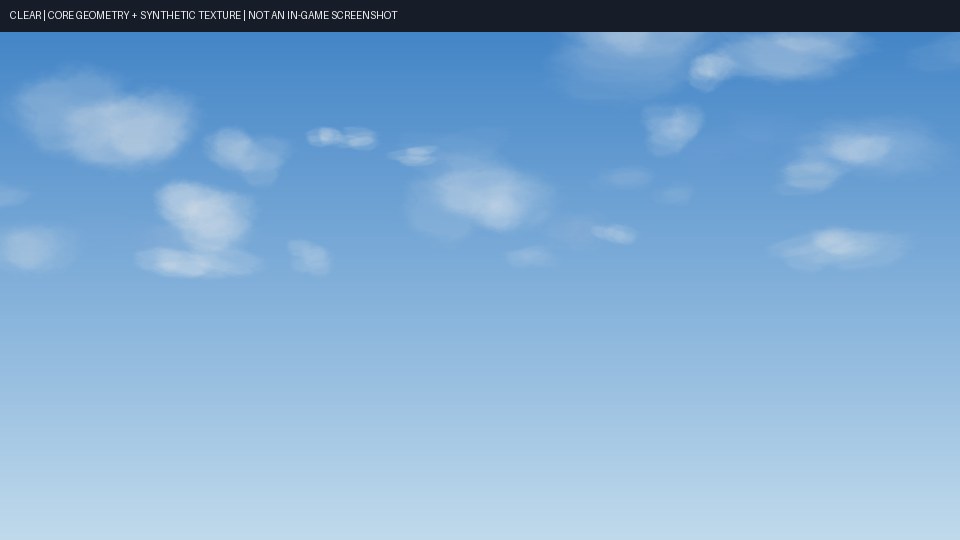 CLEAR | CORE GEOMETRY + SYNTHETIC TEXTURE | NOT AN IN-GAME SCREENSHOT